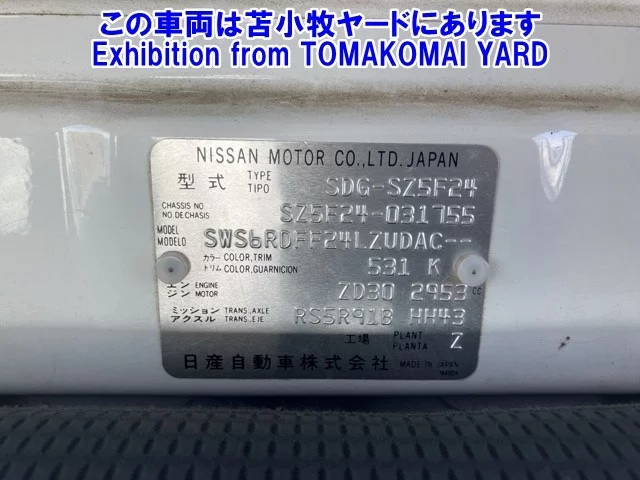 この車両は苫小牧ヤードにあります
Exhibition from TOMAKOMAI YARD
NISSAN MOTOR CO.,LTD. JAPAN
型式 TYPE TIPO SDG-SZ5F24
CHASSIS NO. NO.DE CHASIS SZ5F24-031755
MODEL MODELO SWS6RDFF24LZUDAC--
カラー COLOR,TRIM
トリム COLOR,GUARNICION 531 K
エンジン ENGINE MOTOR ZD30 2953 cc
ミッション TRANS.,AXLE
アクスル TRANS.,EJE RS5R91B HH43
工場 PLANT PLANTA Z
日産自動車株式会社 MADE IN JAPAN